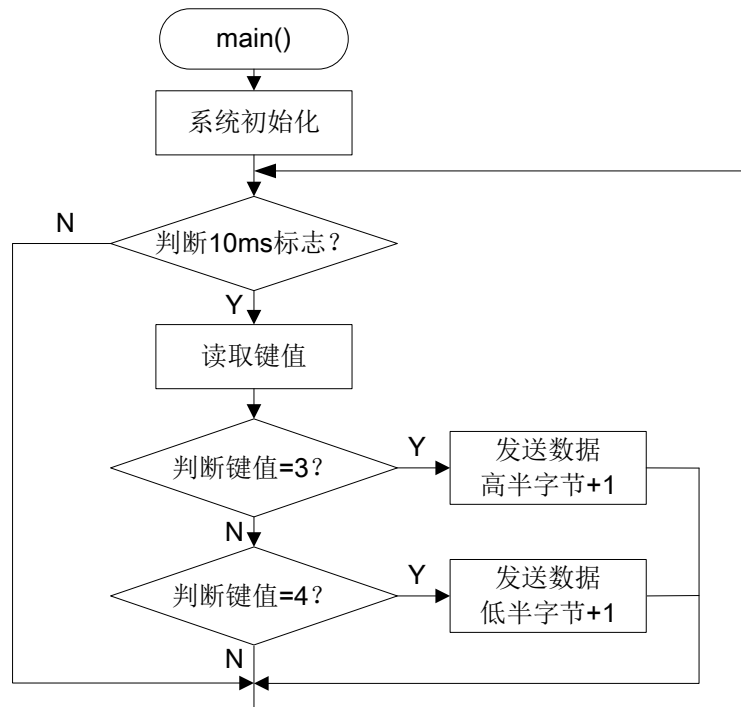 main()
系统初始化
N
判断10ms标志？
Y
读取键值
判断键值=3？
Y
发送数据
高半字节+1
N
判断键值=4？
Y
发送数据
低半字节+1
N